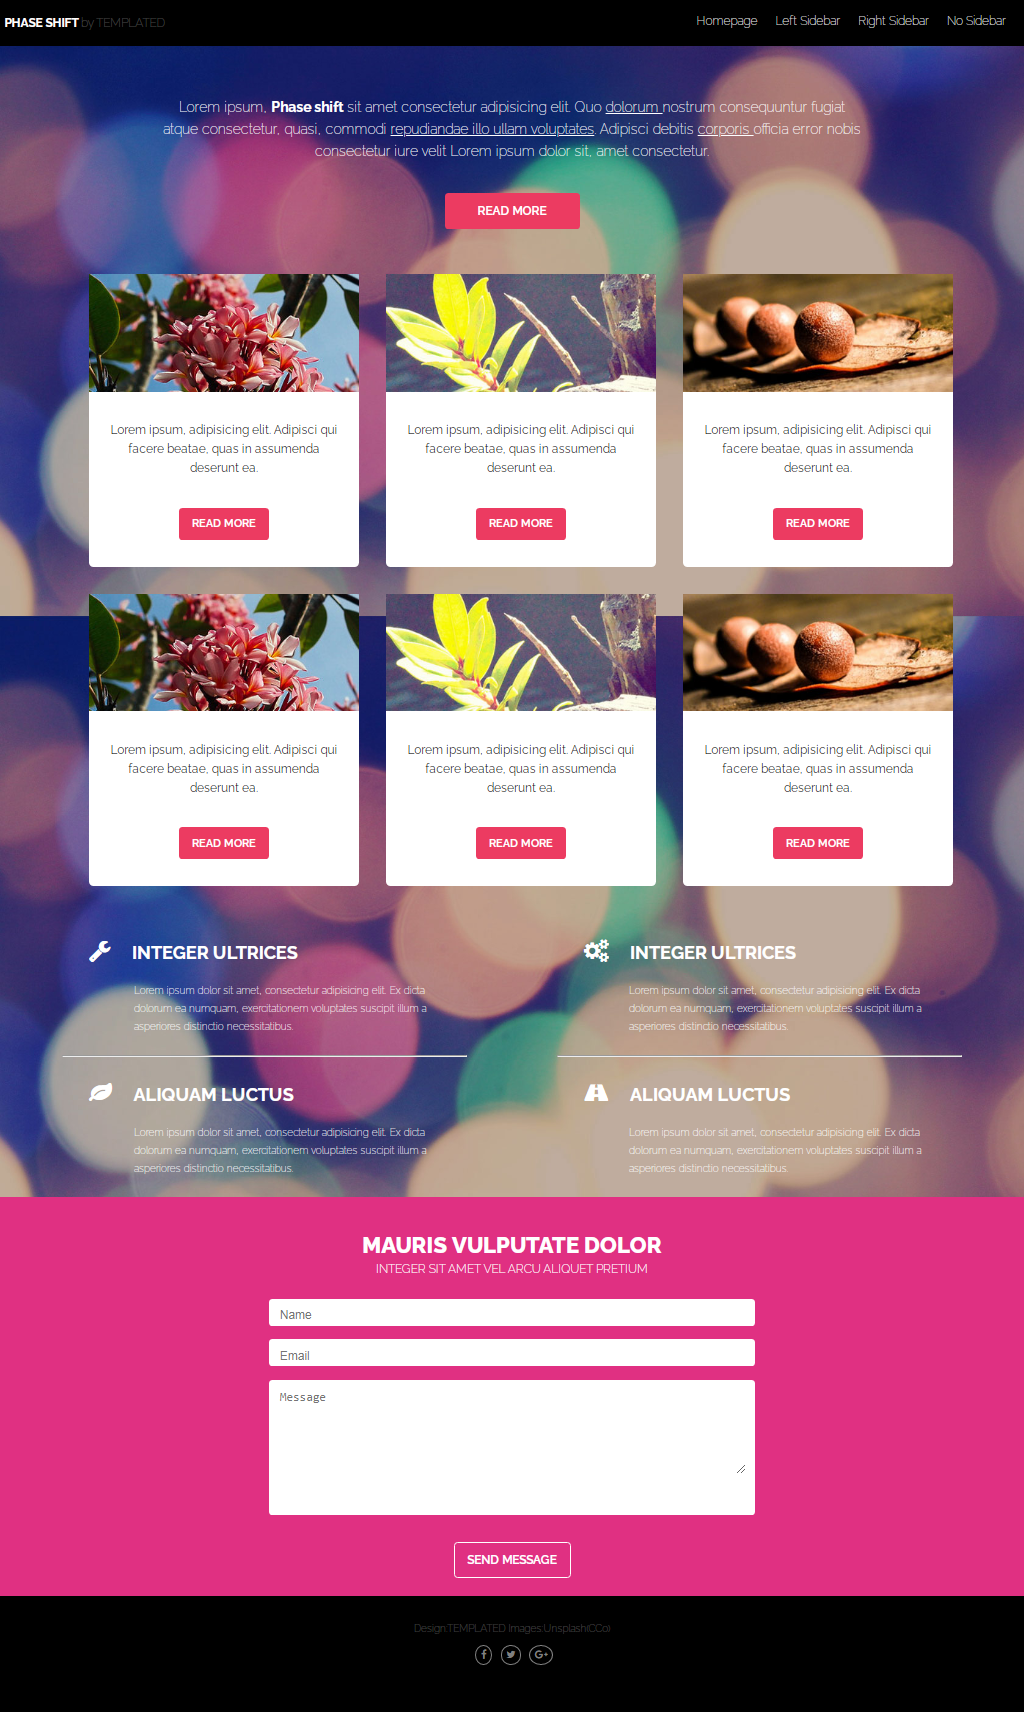 PHASE SHIFT by TEMPLATED
Homepage Left Sidebar Right Sidebar No Sidebar
Lorem ipsum, Phase shift sit amet consectetur adipisicing elit. Quo dolorum nostrum consequuntur fugiat
atque consectetur, quasi, commodi repudiandae illo ullam voluptates. Adipisci debitis corporis officia error nobis
consectetur iure velit Lorem ipsum dolor sit, amet consectetur.
READ MORE
Lorem ipsum, adipisicing elit. Adipisci qui
facere beatae, quas in assumenda
deserunt ea.
READ MORE
Lorem ipsum, adipisicing elit. Adipisci qui
facere beatae, quas in assumenda
deserunt ea.
READ MORE
Lorem ipsum, adipisicing elit. Adipisci qui
facere beatae, quas in assumenda
deserunt ea.
READ MORE
Lorem ipsum, adipisicing elit. Adipisci qui
facere beatae, quas in assumenda
deserunt ea.
READ MORE
Lorem ipsum, adipisicing elit. Adipisci qui
facere beatae, quas in assumenda
deserunt ea.
READ MORE
Lorem ipsum, adipisicing elit. Adipisci qui
facere beatae, quas in assumenda
deserunt ea.
READ MORE
INTEGER ULTRICES
Lorem ipsum dolor sit amet, consectetur adipisicing elit. Ex dicta
dolorum ea numquam, exercitationem voluptates suscipit illum a
asperiores distinctio necessitatibus.
INTEGER ULTRICES
Lorem ipsum dolor sit amet, consectetur adipisicing elit. Ex dicta
dolorum ea numquam, exercitationem voluptates suscipit illum a
asperiores distinctio necessitatibus.
ALIQUAM LUCTUS
Lorem ipsum dolor sit amet, consectetur adipisicing elit. Ex dicta
dolorum ea numquam, exercitationem voluptates suscipit illum a
asperiores distinctio necessitatibus.
ALIQUAM LUCTUS
Lorem ipsum dolor sit amet, consectetur adipisicing elit. Ex dicta
dolorum ea numquam, exercitationem voluptates suscipit illum a
asperiores distinctio necessitatibus.
MAURIS VULPUTATE DOLOR
INTEGER SIT AMET VEL ARCU ALIQUET PRETIUM
Name
Email
Message
SEND MESSAGE
Design:TEMPLATED Images:Unsplash(CC0)